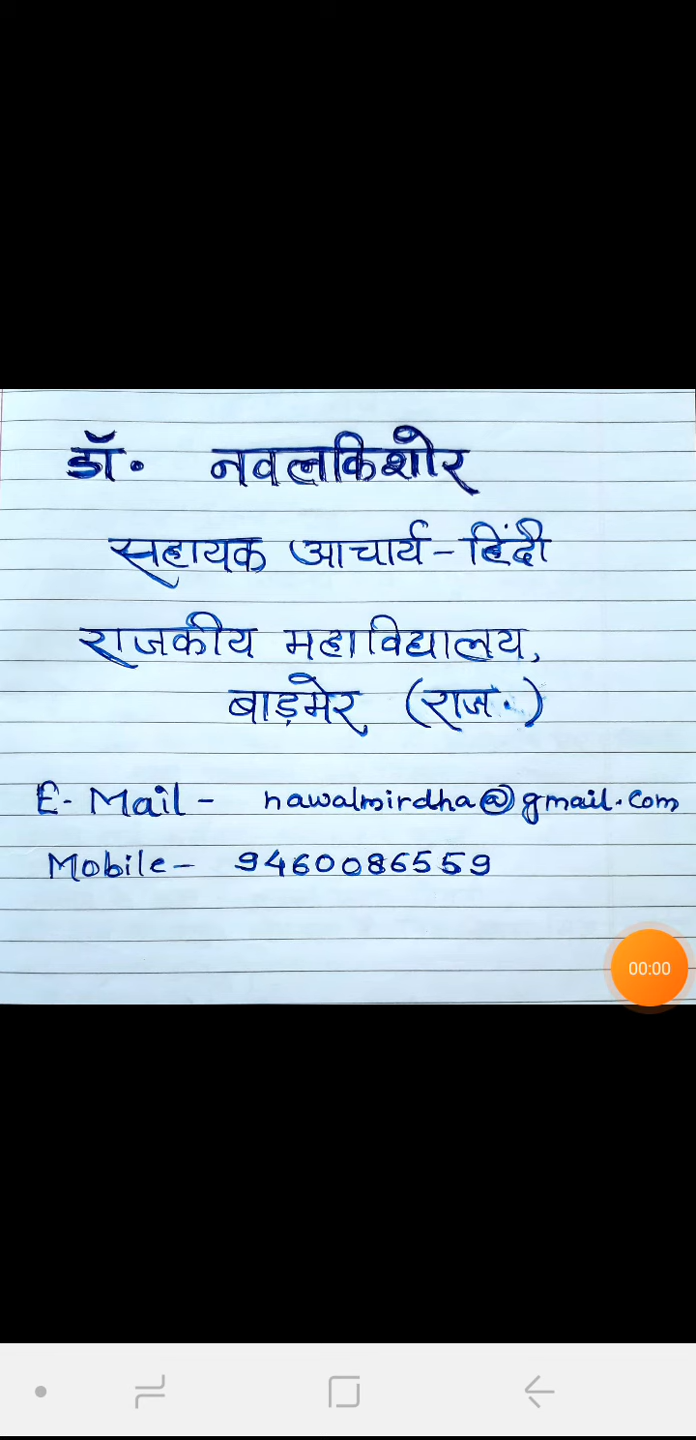 डॉ. नवलकिशोर
सहायक आचार्य - हिंदी
राजकीय महाविद्यालय,
बाड़मेर (राज.)
E-Mail - nawalmirdha@gmail.com
Mobile - 9460086559
00:00